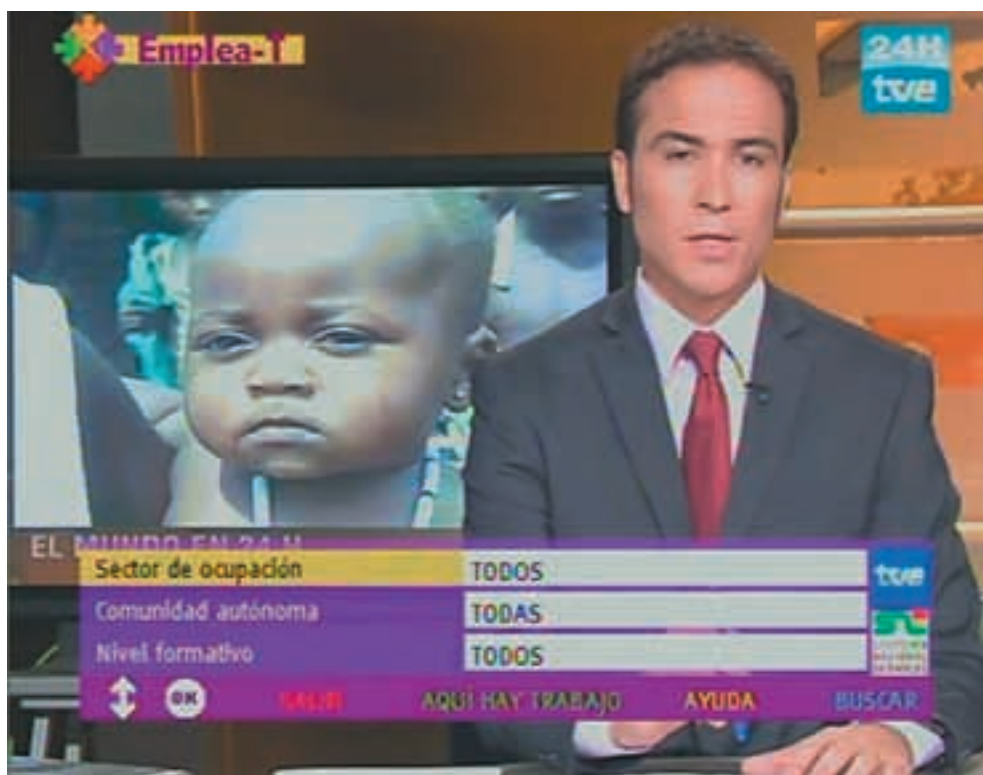 Emplea-T
24H
tve
EL MUNDO EN 24 H
Sector de ocupación TODOS
tve
Comunidad autónoma TODAS
Nivel formativo TODOS
OK SALIR AQUÍ HAY TRABAJO AYUDA BUSCAR